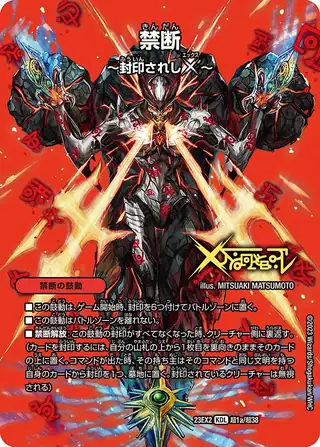 きんだん
禁断
ふういん エックス
～封印されしX～
illus. MITSUAKI MATSUMOTO
禁断の鼓動
■この鼓動は、ゲーム開始時、封印を6つ付けてバトルゾーンに置く。
■この鼓動はバトルゾーンを離れない。
■禁断解放:この鼓動の封印がすべてなくなった時、クリーチャー側に裏返す。
(カードを封印するには、自分の山札の上から1枚目を裏向きのままそのカード
の上に置く。コマンドが出た時、その持ち主はそのコマンドと同じ文明を持つ
自身のカードから封印を1つ、墓地に置く。封印されているクリーチャーは無視
される)
©2023 Wizards/Shogakukan/WHC
23EX2 KDL 超1a/超38